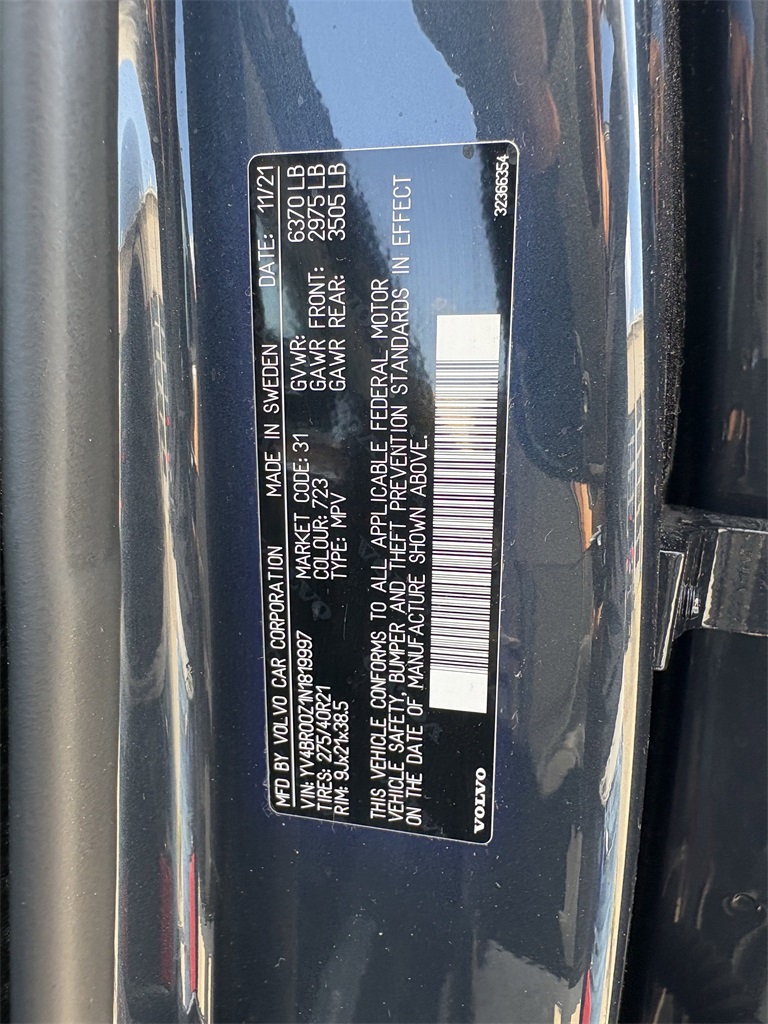 MFD BY VOLVO CAR CORPORATION MADE IN SWEDEN DATE: 11/21
VIN: YV4BR00Z1N1819997 MARKET CODE: 31 GVWR: 6370 LB
TIRES: 275/40R21 COLOUR: 723 GAWR FRONT: 2975 LB
RIM: 9Jx21x38.5 TYPE: MPV GAWR REAR: 3505 LB
THIS VEHICLE CONFORMS TO ALL APPLICABLE FEDERAL MOTOR
VEHICLE SAFETY, BUMPER AND THEFT PREVENTION STANDARDS IN EFFECT
ON THE DATE OF MANUFACTURE SHOWN ABOVE.
VOLVO
32366354